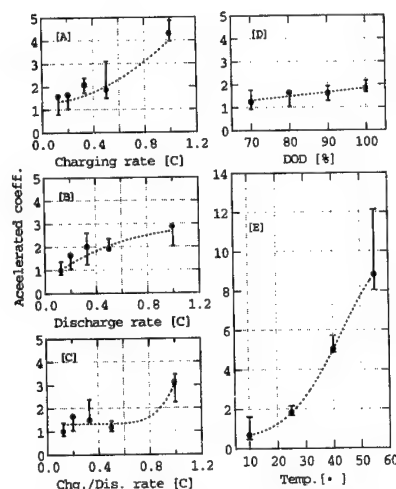 [A]
5
4
3
2
1
0
0.0 0.4 0.8 1.2
Charging rate [C]
[B]
5
4
3
2
1
0
0.0 0.4 0.8 1.2
Discharge rate [C]
[C]
5
4
3
2
1
0
0.0 0.4 0.8 1.2
Chg./Dis. rate [C]
Aceelerated coeff.
[D]
5
4
3
2
1
0
70 80 90 100
DOD [%]
[E]
14
12
10
8
6
4
2
0
10 20 30 40 50
Temp.[•]